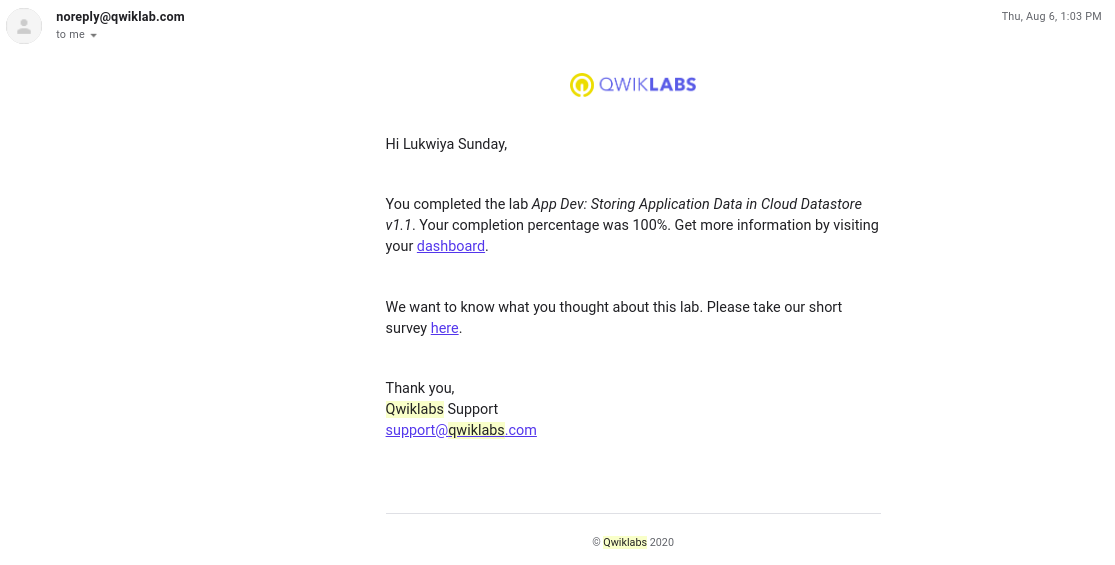 noreply@qwiklab.com
Thu, Aug 6, 1:03 PM
to me
QWIKLABS
Hi Lukwiya Sunday,
You completed the lab App Dev: Storing Application Data in Cloud Datastore
v1.1. Your completion percentage was 100%. Get more information by visiting
your dashboard.
We want to know what you thought about this lab. Please take our short
survey here.
Thank you,
Qwiklabs Support
support@qwiklabs.com
© Qwiklabs 2020